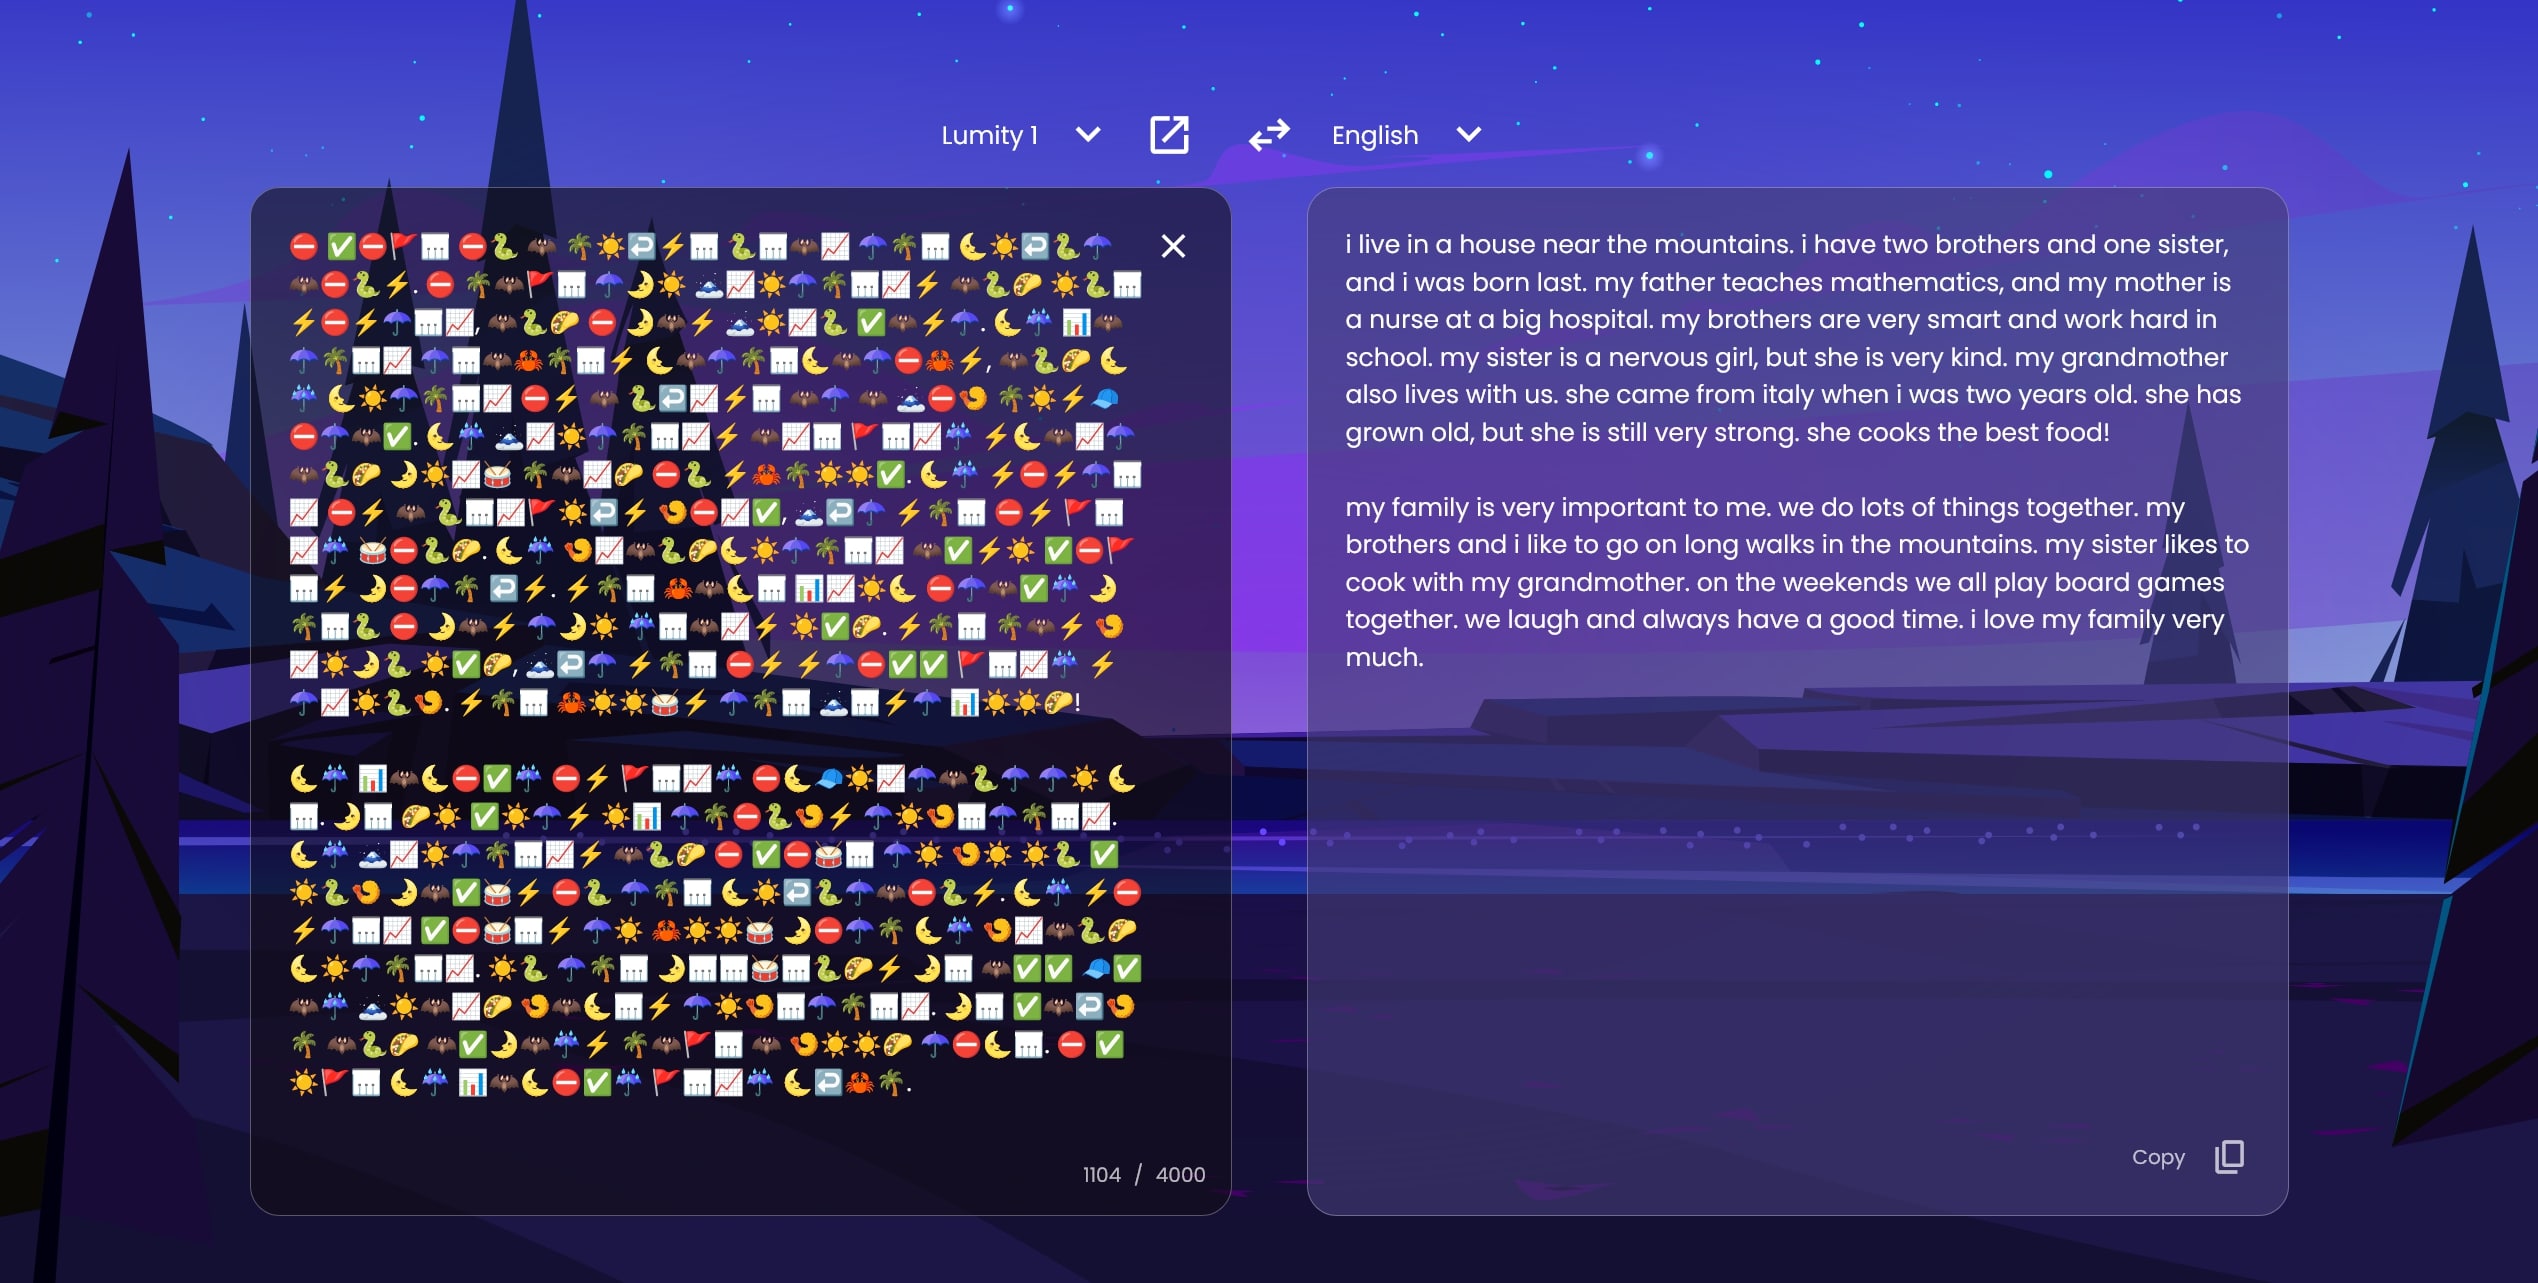 Lumity 1
English
⛔ ✅⛔🚩🎹 ⛔🐍 🦇 🌴☀️↩️⚡🎹 🐍🎹🦇📈 ☂️🌴🎹 🌜☀️↩️🐍☂️
🦇⛔🐍⚡. ⛔ 🌴🦇🚩🎹 ☂️🌛☀️ 🗻📈☀️☂️🌴🎹📈⚡ 🦇🐍🌮 ☀️🐍🎹
⚡⛔⚡☂️🎹📈, 🦇🐍🌮 ⛔ 🌛🦇⚡ 🗻☀️📈🐍 ✅🦇⚡☂️. 🌜☔ 📊🦇
☂️🌴🎹📈 ☂️🎹🦇🦀🌴🎹⚡ 🌜🦇☂️🌴🎹🌜🦇☂️⛔🦀⚡, 🦇🐍🌮 🌜
☔ 🌜☀️☂️🌴🎹📈 ⛔⚡ 🦇 🐍↩️📈⚡🎹 🦇☂️ 🦇 🗻⛔🍤 🌴☀️⚡🧢
⛔☂️🦇✅. 🌜☔ 🗻📈☀️☂️🌴🎹📈⚡ 🦇📈🎹 🚩🎹📈☔ ⚡🌜🦇📈☂️
🦇🐍🌮 🌛☀️📈🥁 🌴🦇📈🌮 ⛔🐍 ⚡🦀🌴☀️☀️✅. 🌜☔ ⚡⛔⚡☂️🎹
📈 ⛔⚡ 🦇 🐍🎹📈🚩☀️↩️⚡ 🍤⛔📈✅, 🗻↩️☂️ ⚡🌴🎹 ⛔⚡ 🚩🎹
📈☔ 🥁⛔🐍🌮. 🌜☔ 🍤📈🦇🐍🌮🌜☀️☂️🌴🎹📈 🦇✅⚡☀️ ✅⛔🚩
🎹⚡ 🌛⛔☂️🌴 ↩️⚡. ⚡🌴🎹 🦀🦇🌜🎹 📊📈☀️🌜 ⛔☂️🦇✅☔ 🌛
🌴🎹🐍 ⛔ 🌛🦇⚡ ☂️🌛☀️ ☔🎹🦇📈⚡ ☀️✅🌮. ⚡🌴🎹 🌴🦇⚡ 🍤
📈☀️🌛🐍 ☀️✅🌮, 🗻↩️☂️ ⚡🌴🎹 ⛔⚡ ⚡☂️⛔✅✅ 🚩🎹📈☔ ⚡
☂️📈☀️🐍🍤. ⚡🌴🎹 🦀☀️☀️🥁⚡ ☂️🌴🎹 🗻🎹⚡☂️ 📊☀️☀️🌮!

🌜☔ 📊🦇🌜⛔✅☔ ⛔⚡ 🚩🎹📈☔ ⛔🌜🧢☀️📈☂️🦇🐍☂️ ☂️☀️ 🌜
🎹. 🌛🎹 🌮☀️ ✅☀️☂️⚡ ☀️📊 ☂️🌴⛔🐍🍤⚡ ☂️☀️🍤🎹☂️🌴🎹📈.
🌜☔ 🗻📈☀️☂️🌴🎹📈⚡ 🦇🐍🌮 ⛔ ✅⛔🥁🎹 ☂️☀️ 🍤☀️ ☀️🐍 ✅
☀️🐍🍤 🌛🦇✅🥁⚡ ⛔🐍 ☂️🌴🎹 🌜☀️↩️🐍☂️🦇⛔🐍⚡. 🌜☔ ⚡⛔
⚡☂️🎹📈 ✅⛔🥁🎹⚡ ☂️☀️ 🦀☀️☀️🥁 🌛⛔☂️🌴 🌜☔ 🍤📈🦇🐍🌮
🌜☀️☂️🌴🎹📈. ☀️🐍 ☂️🌴🎹 🌛🎹🎹🥁🎹🐍🌮⚡ 🌛🎹 🦇✅✅ 🧢✅
🦇☔ 🗻☀️🦇📈🌮 🍤🦇🌜🎹⚡ ☂️☀️🍤🎹☂️🌴🎹📈. 🌛🎹 ✅🦇↩️🍤
🌴 🦇🐍🌮 🦇✅🌛🦇☔⚡ 🌴🦇🚩🎹 🦇 🍤☀️☀️🌮 ☂️⛔🌜🎹. ⛔ ✅
☀️🚩🎹 🌜☔ 📊🦇🌜⛔✅☔ 🚩🎹📈☔ 🌜↩️🦀🌴.
1104 / 4000
i live in a house near the mountains. i have two brothers and one sister,
and i was born last. my father teaches mathematics, and my mother is
a nurse at a big hospital. my brothers are very smart and work hard in
school. my sister is a nervous girl, but she is very kind. my grandmother
also lives with us. she came from italy when i was two years old. she has
grown old, but she is still very strong. she cooks the best food!

my family is very important to me. we do lots of things together. my
brothers and i like to go on long walks in the mountains. my sister likes to
cook with my grandmother. on the weekends we all play board games
together. we laugh and always have a good time. i love my family very
much.
Copy